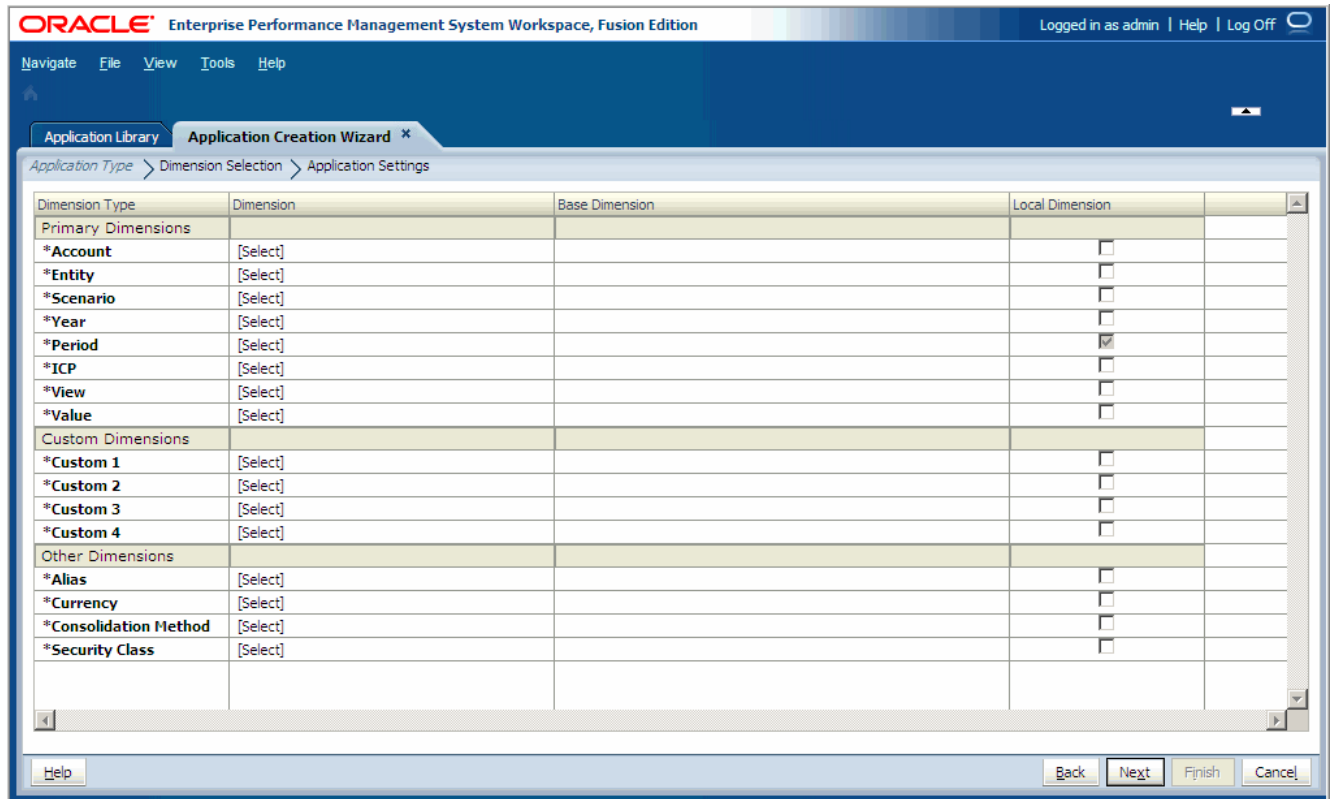 ORACLE Enterprise Performance Management System Workspace, Fusion Edition Logged in as admin | Help | Log Off
Navigate File View Tools Help
Application Library Application Creation Wizard ×
Application Type > Dimension Selection > Application Settings
Dimension Type Dimension Base Dimension Local Dimension
Primary Dimensions
*Account [Select]
*Entity [Select]
*Scenario [Select]
*Year [Select]
*Period [Select]
*ICP [Select]
*View [Select]
*Value [Select]
Custom Dimensions
*Custom 1 [Select]
*Custom 2 [Select]
*Custom 3 [Select]
*Custom 4 [Select]
Other Dimensions
*Alias [Select]
*Currency [Select]
*Consolidation Method [Select]
*Security Class [Select]
Help Back Next Finish Cancel